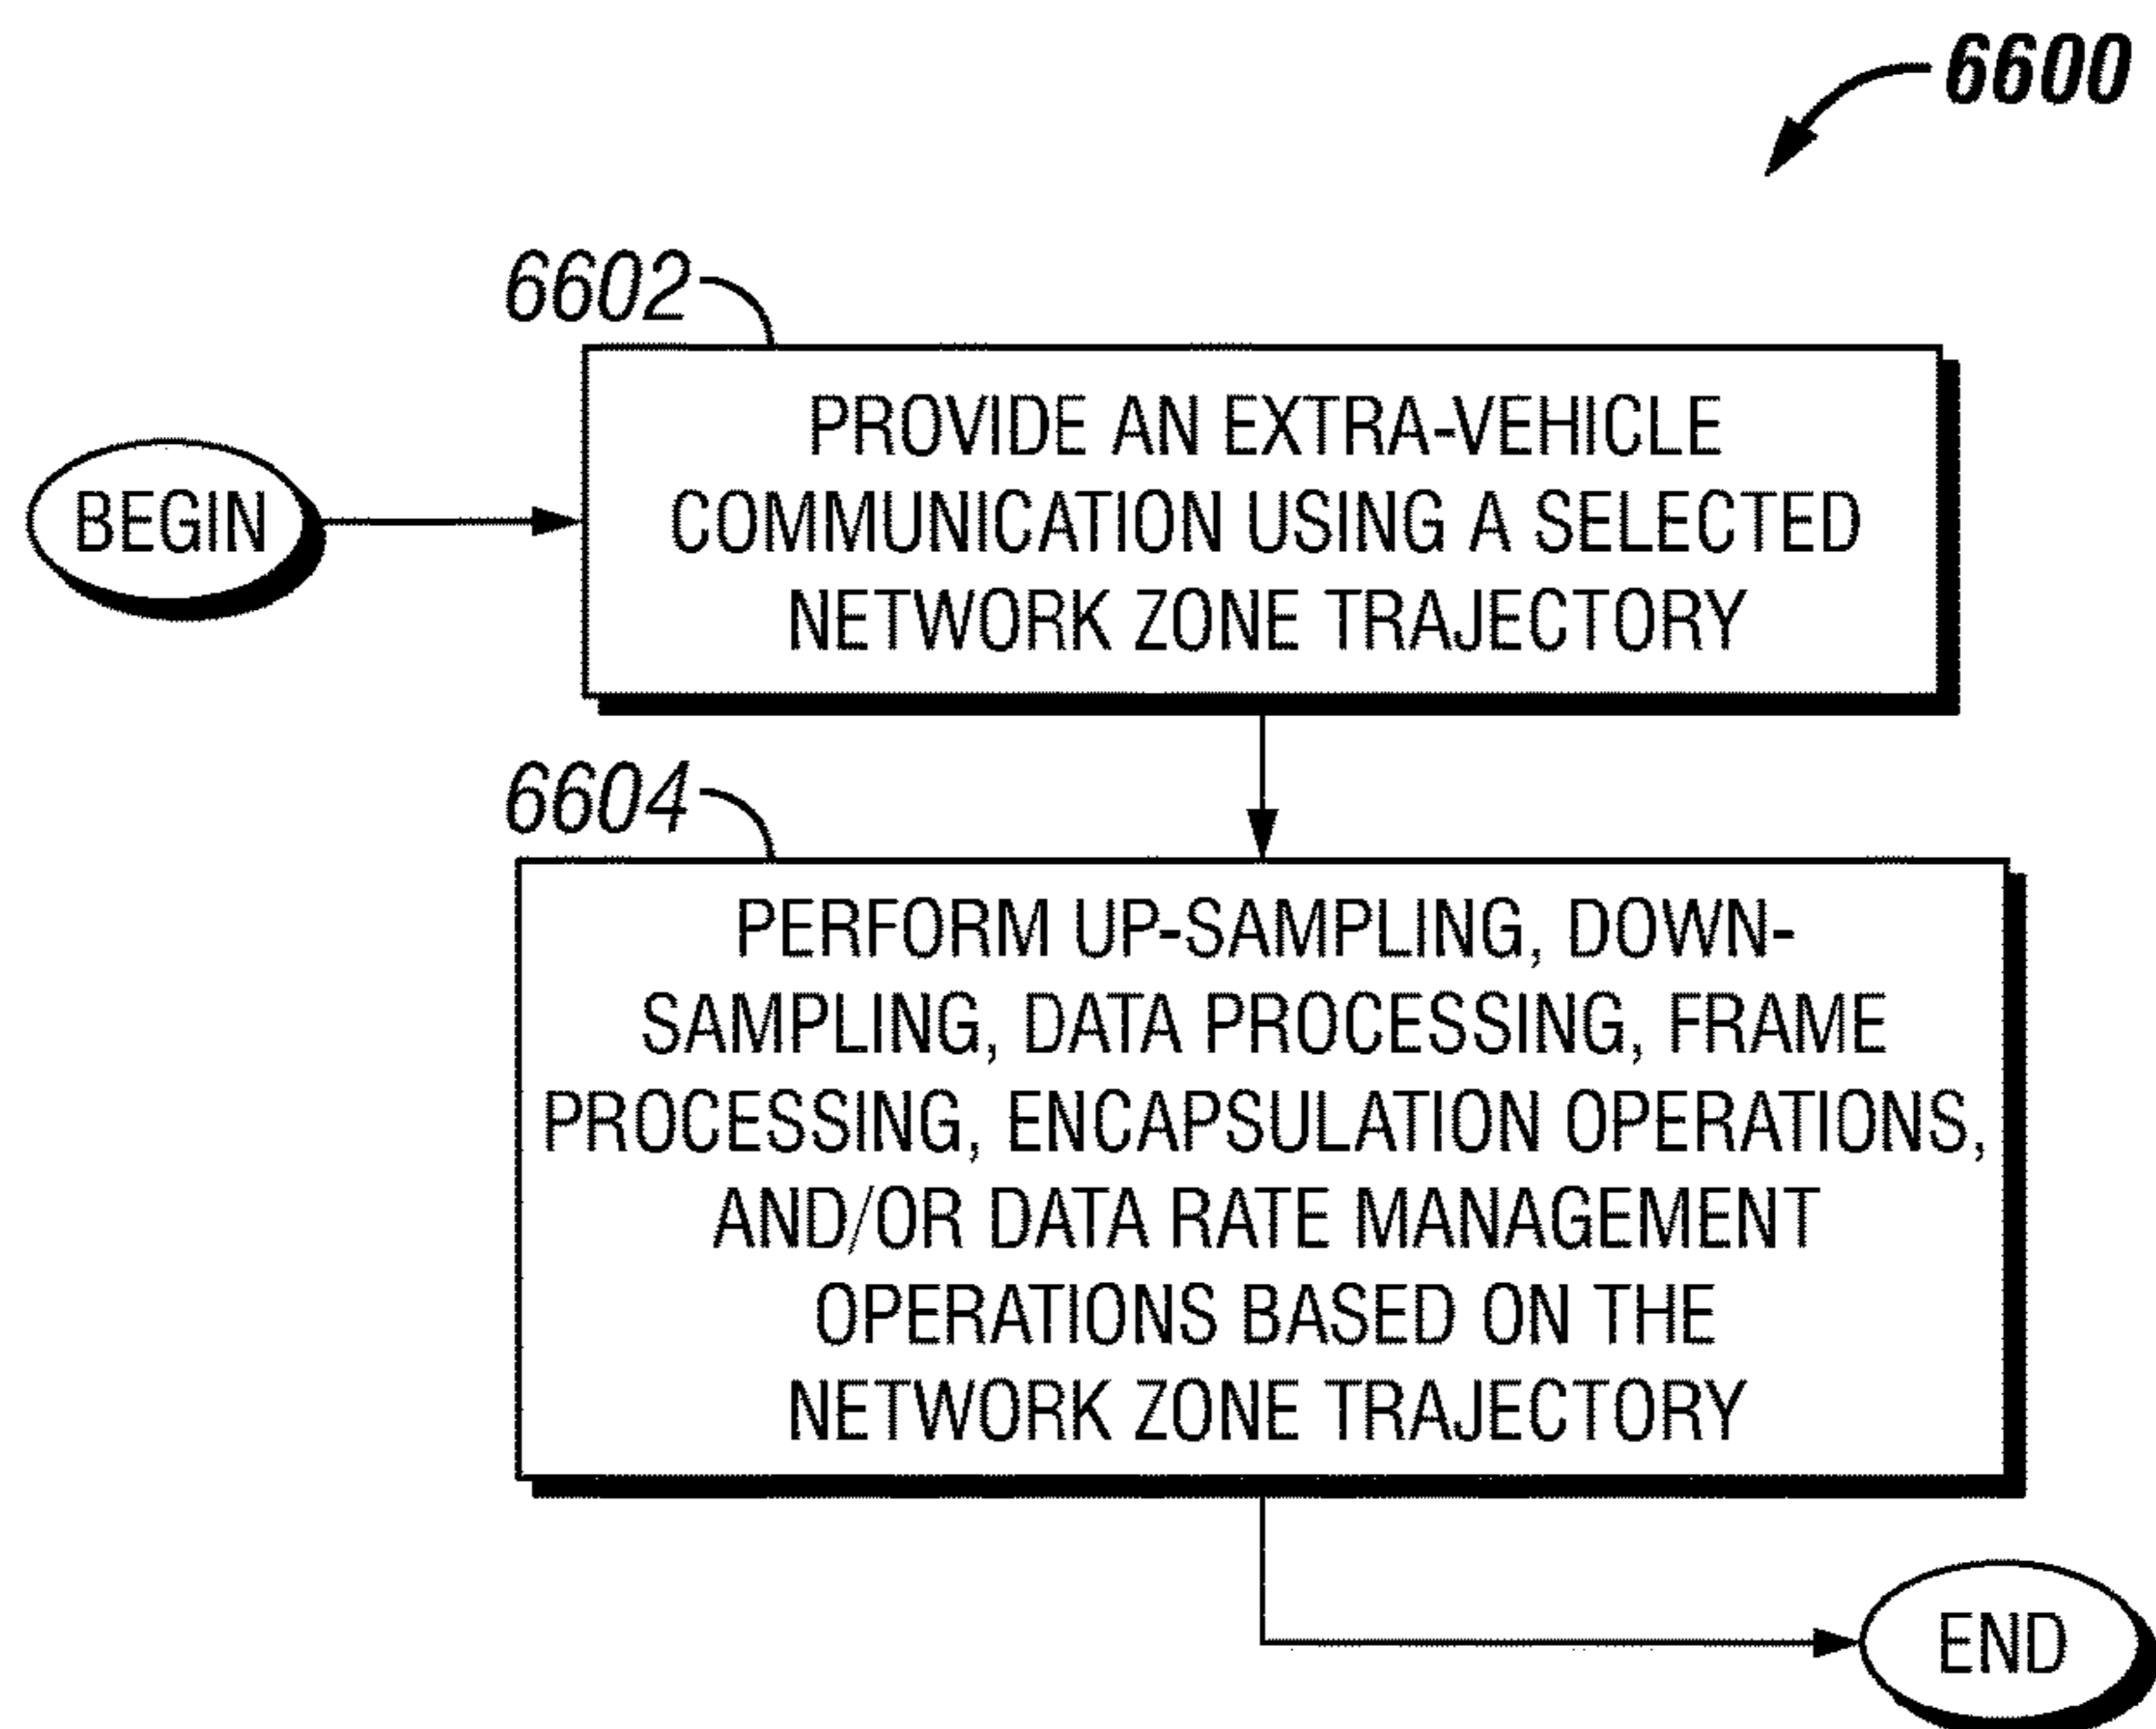 6600
6602
PROVIDE AN EXTRA-VEHICLE
COMMUNICATION USING A SELECTED
NETWORK ZONE TRAJECTORY
BEGIN
6604
PERFORM UP-SAMPLING, DOWN-
SAMPLING, DATA PROCESSING, FRAME
PROCESSING, ENCAPSULATION OPERATIONS,
AND/OR DATA RATE MANAGEMENT
OPERATIONS BASED ON THE
NETWORK ZONE TRAJECTORY
END